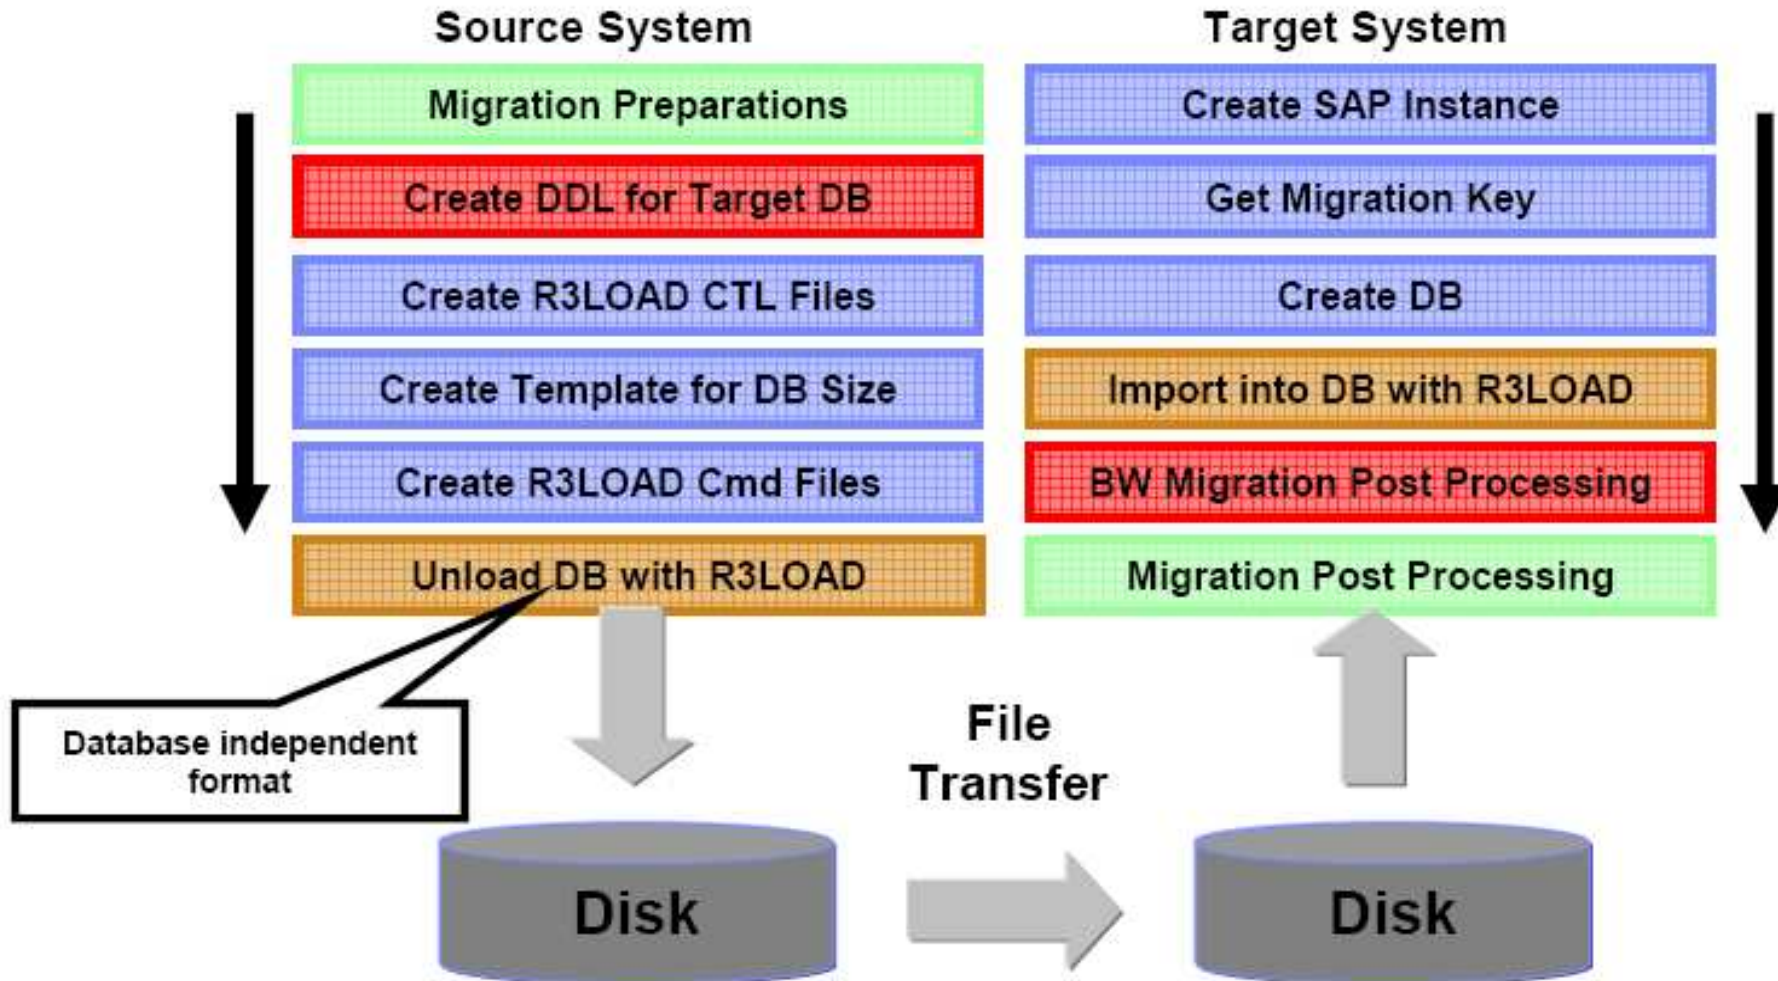 Source System
Migration Preparations
Create DDL for Target DB
Create R3LOAD CTL Files
Create Template for DB Size
Create R3LOAD Cmd Files
Unload DB with R3LOAD
Database independent
format
Disk
Target System
Create SAP Instance
Get Migration Key
Create DB
Import into DB with R3LOAD
BW Migration Post Processing
Migration Post Processing
File
Transfer
Disk